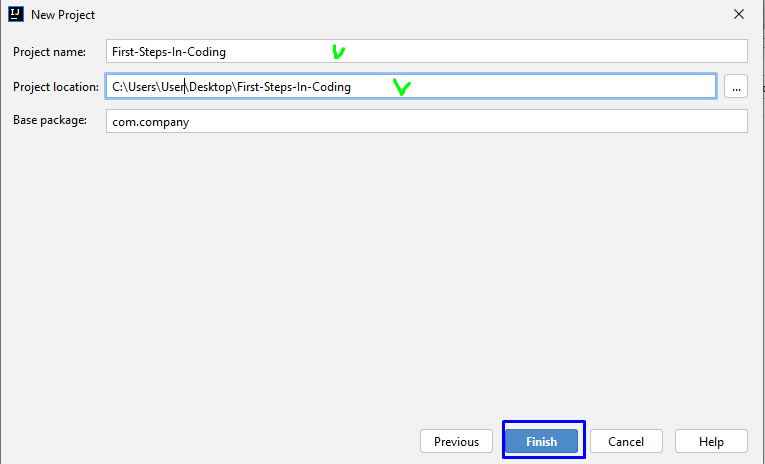 IJ New Project
Project name: First-Steps-In-Coding
Project location: C:\Users\User\Desktop\First-Steps-In-Coding ...
Base package: com.company
Previous Finish Cancel Help